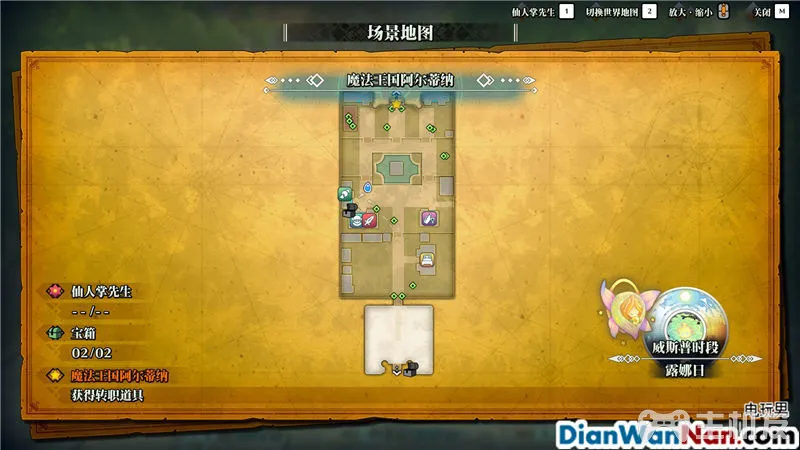 仙人掌先生 1 切换世界地图 2 放大·缩小 关闭 M
场景地图
魔法王国阿尔蒂纳
仙人掌先生
--/--
宝箱
02/02
魔法王国阿尔蒂纳
获得转职道具
威斯普时段
露娜日
电玩男
DianWanNan.com